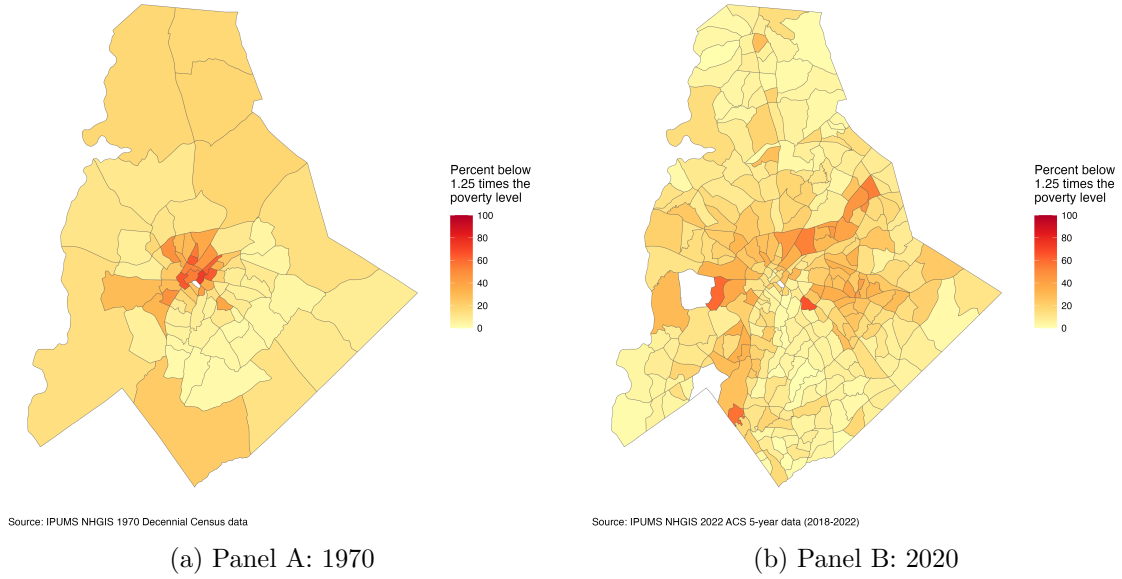 Percent below
1.25 times the
poverty level
100
80
60
40
20
0
Source: IPUMS NHGIS 1970 Decennial Census data
(a) Panel A: 1970
Percent below
1.25 times the
poverty level
100
80
60
40
20
0
Source: IPUMS NHGIS 2022 ACS 5-year data (2018-2022)
(b) Panel B: 2020